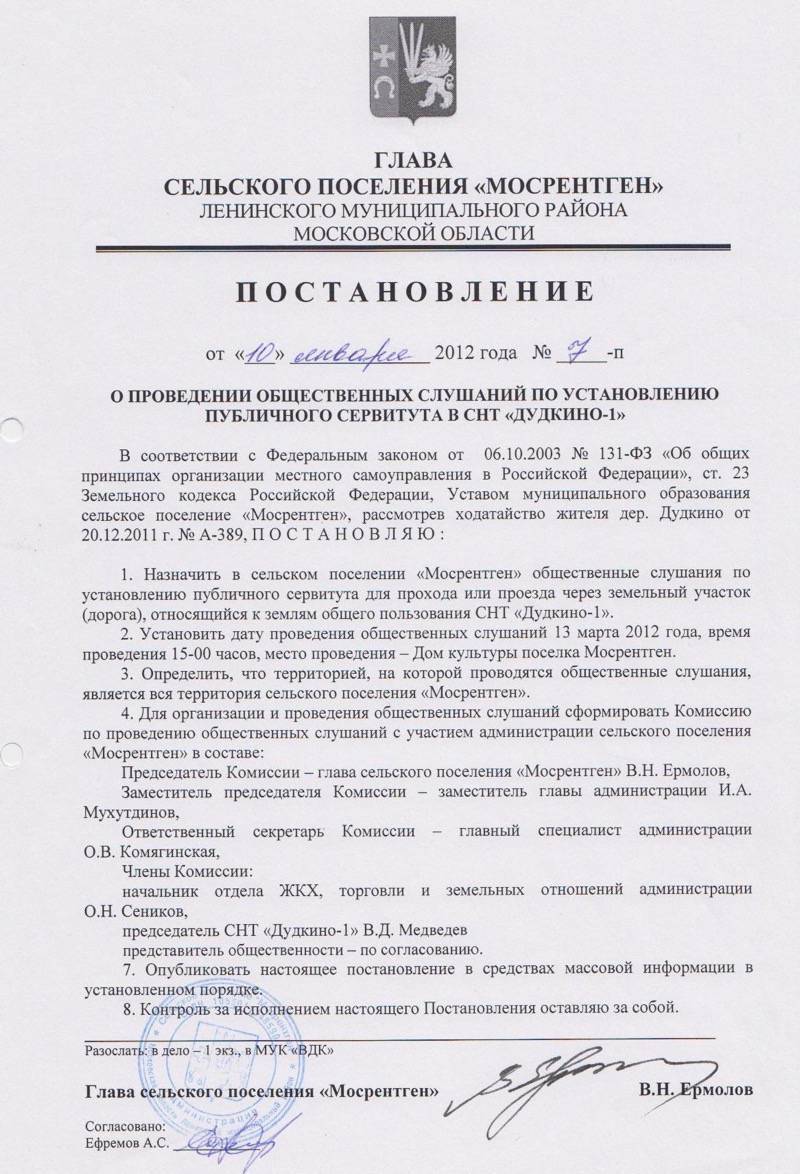 ГЛАВА
СЕЛЬСКОГО ПОСЕЛЕНИЯ «МОСРЕНТГЕН»
ЛЕНИНСКОГО МУНИЦИПАЛЬНОГО РАЙОНА
МОСКОВСКОЙ ОБЛАСТИ
ПОСТАНОВЛЕНИЕ
от «10» января 2012 года № 7-п
О ПРОВЕДЕНИИ ОБЩЕСТВЕННЫХ СЛУШАНИЙ ПО УСТАНОВЛЕНИЮ
ПУБЛИЧНОГО СЕРВИТУТА В СНТ «ДУДКИНО-1»
В соответствии с Федеральным законом от 06.10.2003 № 131-ФЗ «Об общих
принципах организации местного самоуправления в Российской Федерации», ст. 23
Земельного кодекса Российской Федерации, Уставом муниципального образования
сельское поселение «Мосрентген», рассмотрев ходатайство жителя дер. Дудкино от
20.12.2011 г. № А-389, П О С Т А Н О В Л Я Ю :
1. Назначить в сельском поселении «Мосрентген» общественные слушания по
установлению публичного сервитута для прохода или проезда через земельный участок
(дорога), относящийся к землям общего пользования СНТ «Дудкино-1».
2. Установить дату проведения общественных слушаний 13 марта 2012 года, время
проведения 15-00 часов, место проведения – Дом культуры поселка Мосрентген.
3. Определить, что территорией, на которой проводятся общественные слушания,
является вся территория сельского поселения «Мосрентген».
4. Для организации и проведения общественных слушаний сформировать Комиссию
по проведению общественных слушаний с участием администрации сельского поселения
«Мосрентген» в составе:
Председатель Комиссии – глава сельского поселения «Мосрентген» В.Н. Ермолов,
Заместитель председателя Комиссии – заместитель главы администрации И.А.
Мухутдинов,
Ответственный секретарь Комиссии – главный специалист администрации
О.В. Комягинская,
Члены Комиссии:
начальник отдела ЖКХ, торговли и земельных отношений администрации
О.Н. Сеников,
председатель СНТ «Дудкино-1» В.Д. Медведев
представитель общественности – по согласованию.
7. Опубликовать настоящее постановление в средствах массовой информации в
установленном порядке.
8. Контроль за исполнением настоящего Постановления оставляю за собой.
Разослать: в дело – 1 экз., в МУК «ВДК»
Глава сельского поселения «Мосрентген» В.Н. Ермолов
Согласовано:
Ефремов А.С.
Администрация